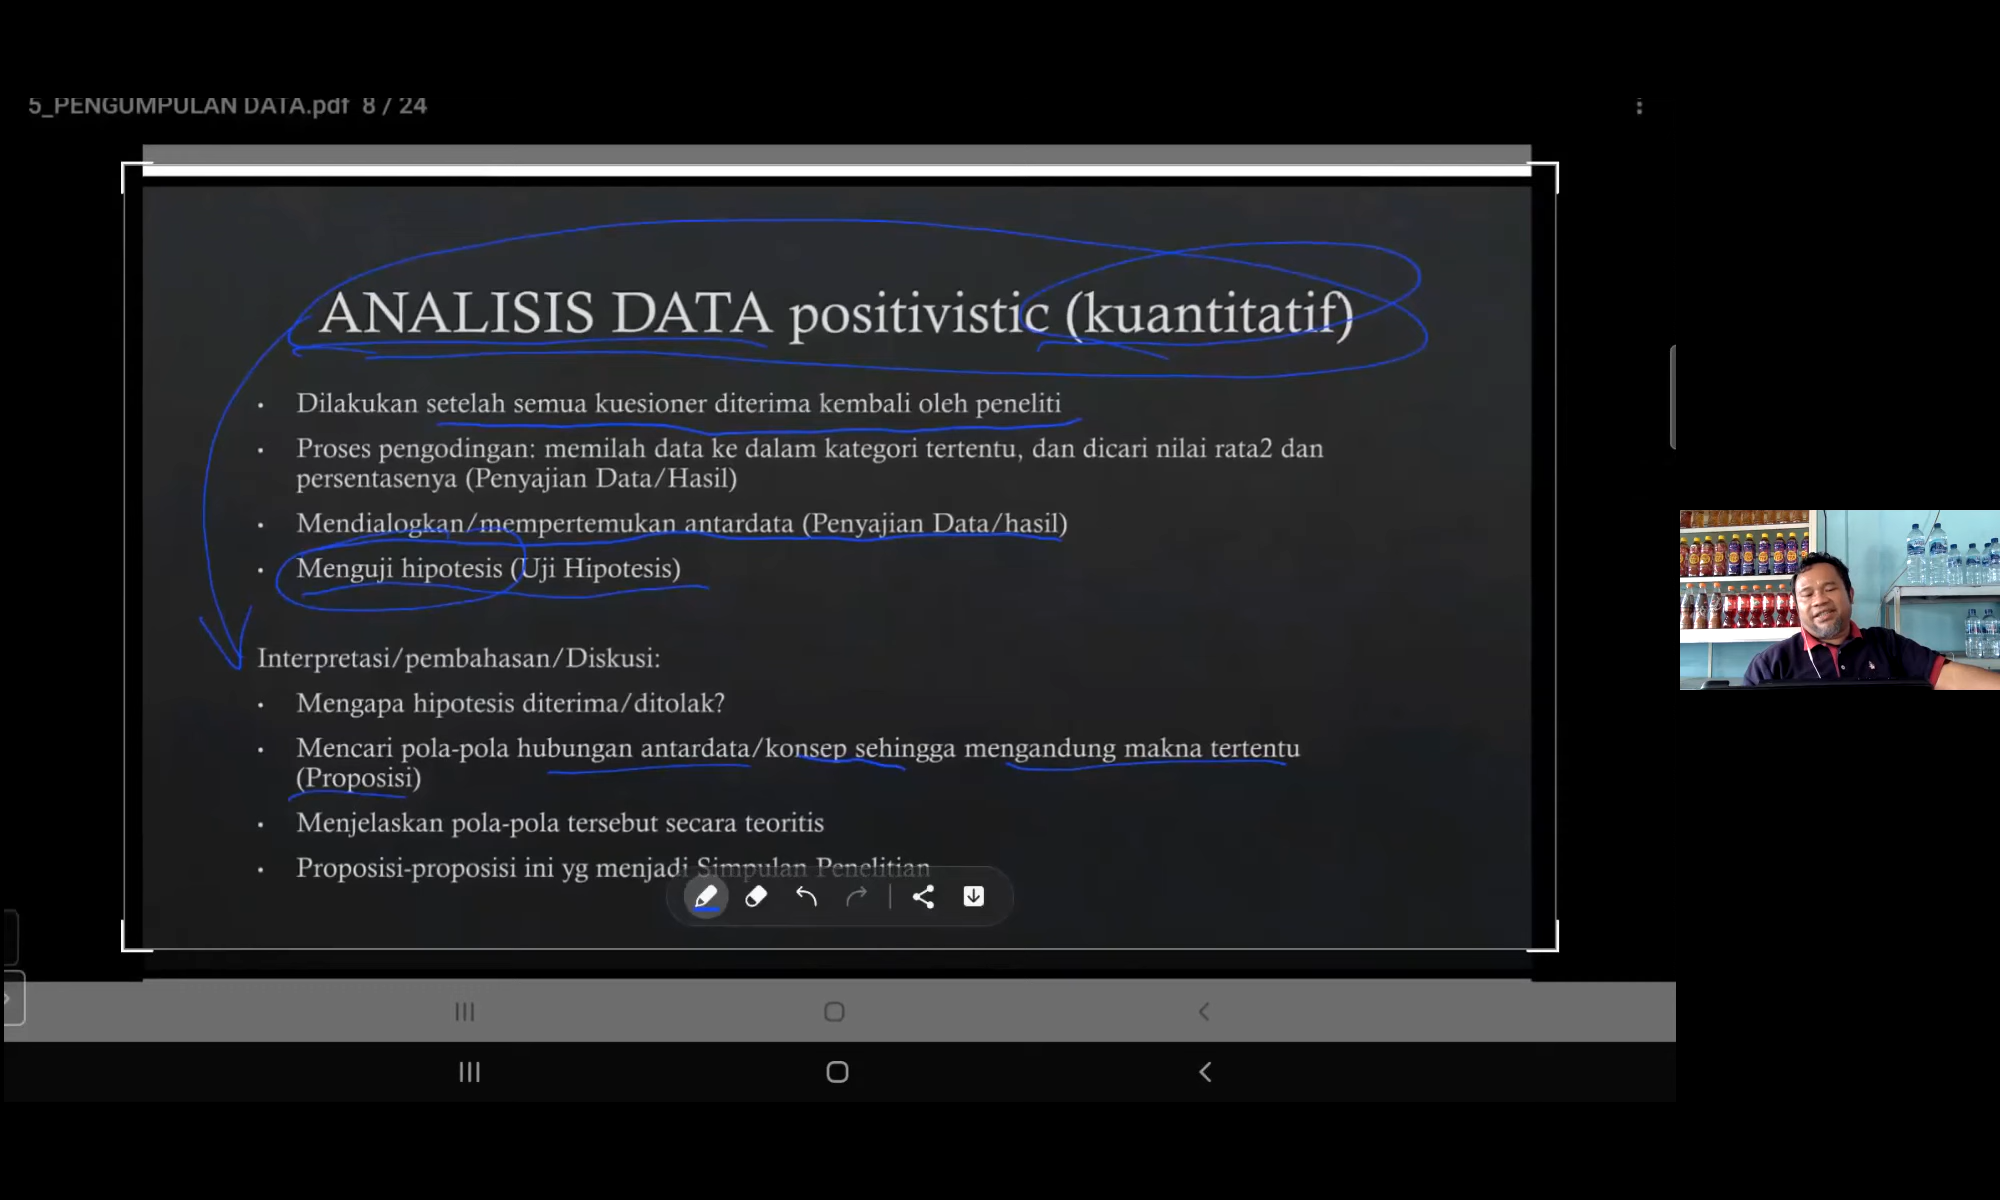 5_PENGUMPULAN DATA.pdf 8 / 24
ANALISIS DATA positivistic (kuantitatif)
• Dilakukan setelah semua kuesioner diterima kembali oleh peneliti
• Proses pengodingan: memilah data ke dalam kategori tertentu, dan dicari nilai rata2 dan
persentasenya (Penyajian Data/Hasil)
• Mendialogkan/mempertemukan antardata (Penyajian Data/hasil)
• Menguji hipotesis (Uji Hipotesis)
Interpretasi/pembahasan/Diskusi:
• Mengapa hipotesis diterima/ditolak?
• Mencari pola-pola hubungan antardata/konsep sehingga mengandung makna tertentu
(Proposisi)
• Menjelaskan pola-pola tersebut secara teoritis
• Proposisi-proposisi ini yg menjadi Simpulan Penelitian